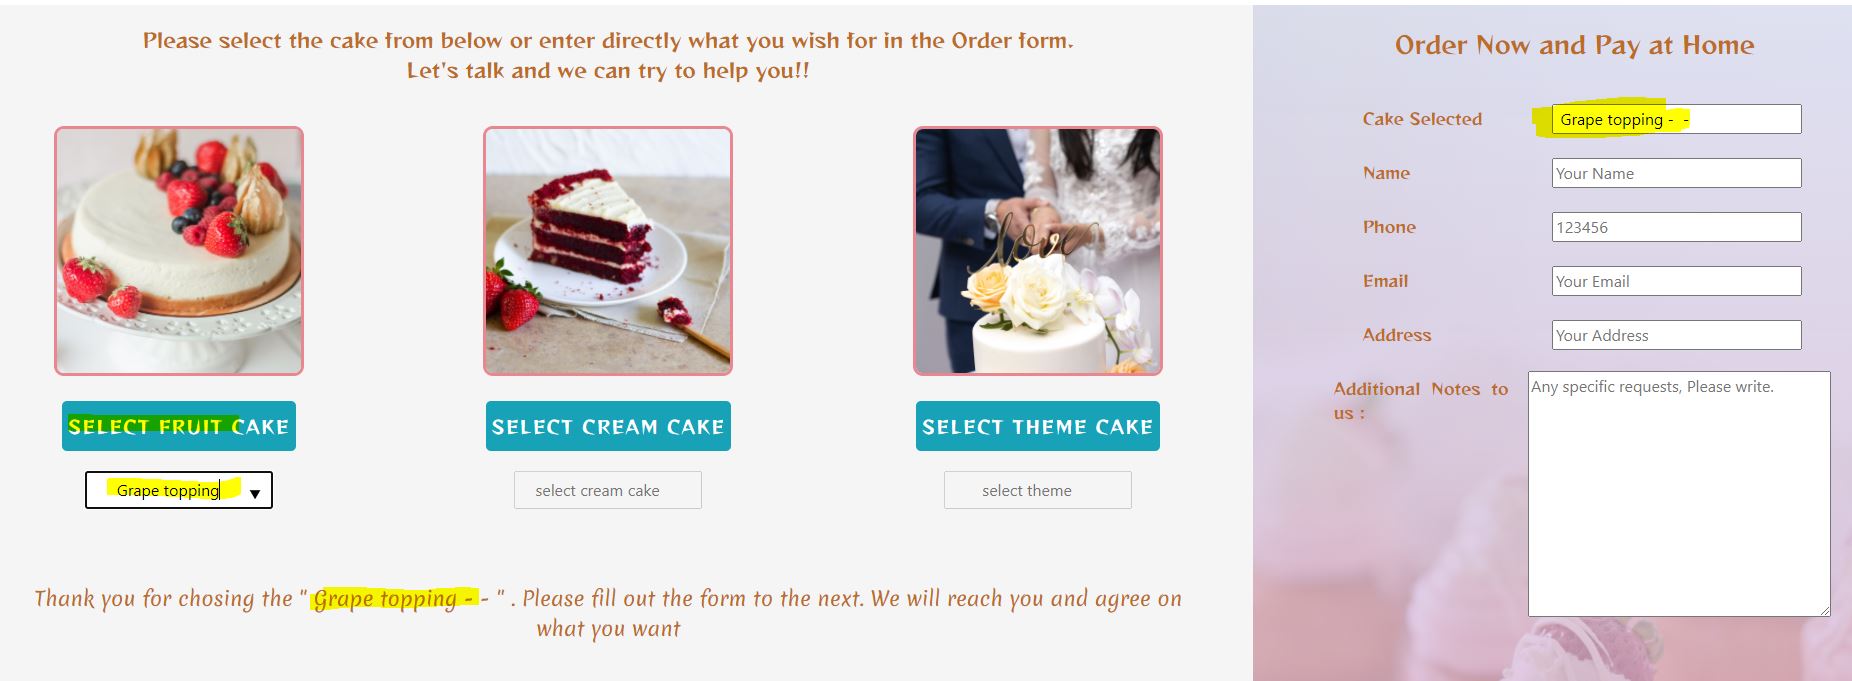 Please select the cake from below or enter directly what you wish for in the Order form.
Let's talk and we can try to help you!!
love
SELECT FRUIT CAKE
SELECT CREAM CAKE
SELECT THEME CAKE
Grape topping
select cream cake
select theme
Thank you for chosing the " Grape topping - - " . Please fill out the form to the next. We will reach you and agree on
what you want
Order Now and Pay at Home
Cake Selected
Grape topping - -
Name
Your Name
Phone
123456
Email
Your Email
Address
Your Address
Additional Notes to
us :
Any specific requests, Please write.